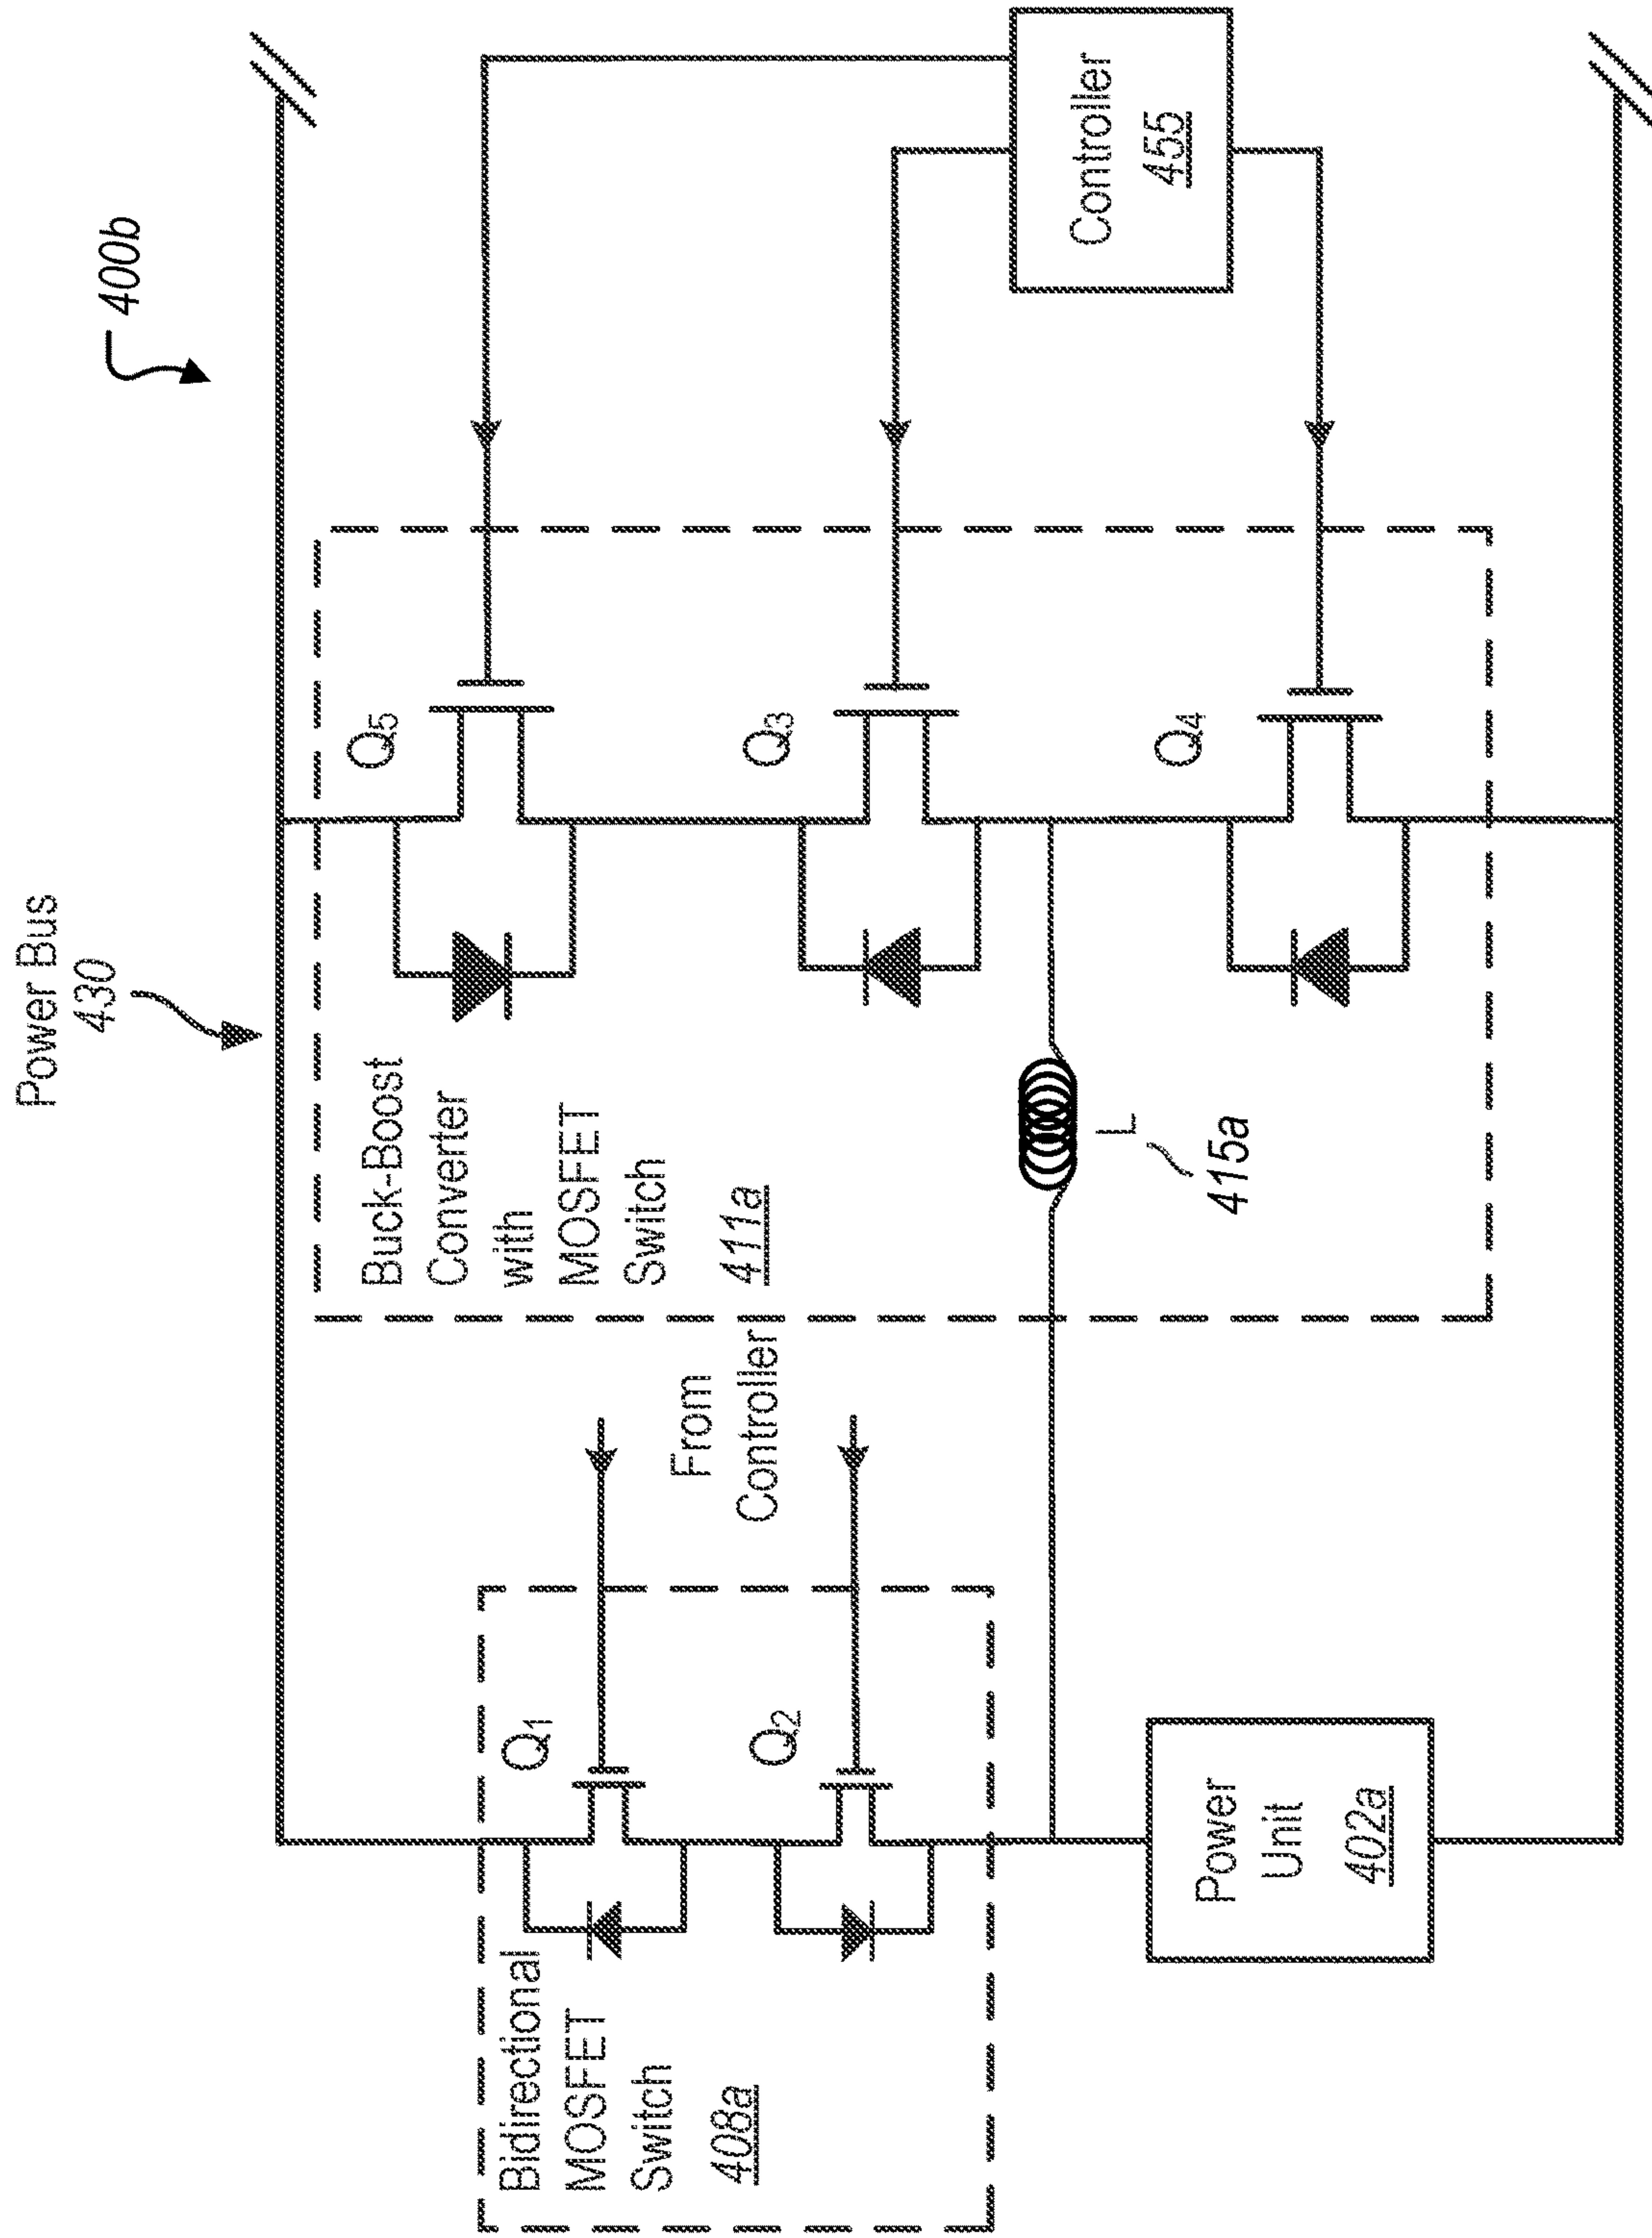 400b
Power Bus
430
Buck-Boost
Converter
with
MOSFET
Switch
411a
Q5
Q3
Q4
L
415a
Controller
455
Bidirectional
MOSFET
Switch
408a
Q1
Q2
From
Controller
Power
Unit
402a